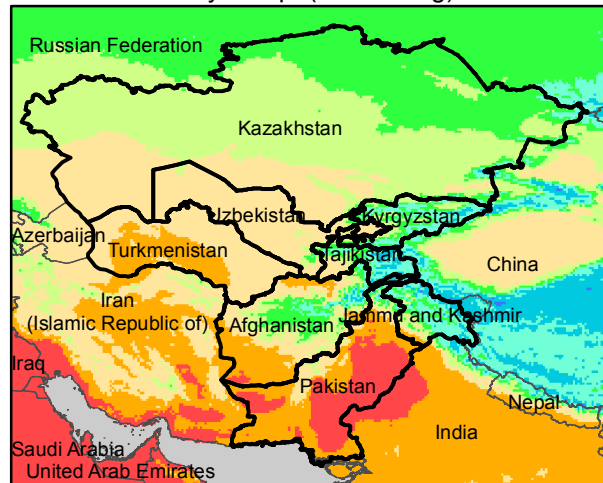 Russian Federation
Kazakhstan
Uzbekistan
Kyrgyzstan
Azerbaijan
Turkmenistan
Tajikistan
China
Iran
(Islamic Republic of)
Afghanistan
Jammu and Kashmir
Iraq
Pakistan
Nepal
India
Saudi Arabia
United Arab Emirates